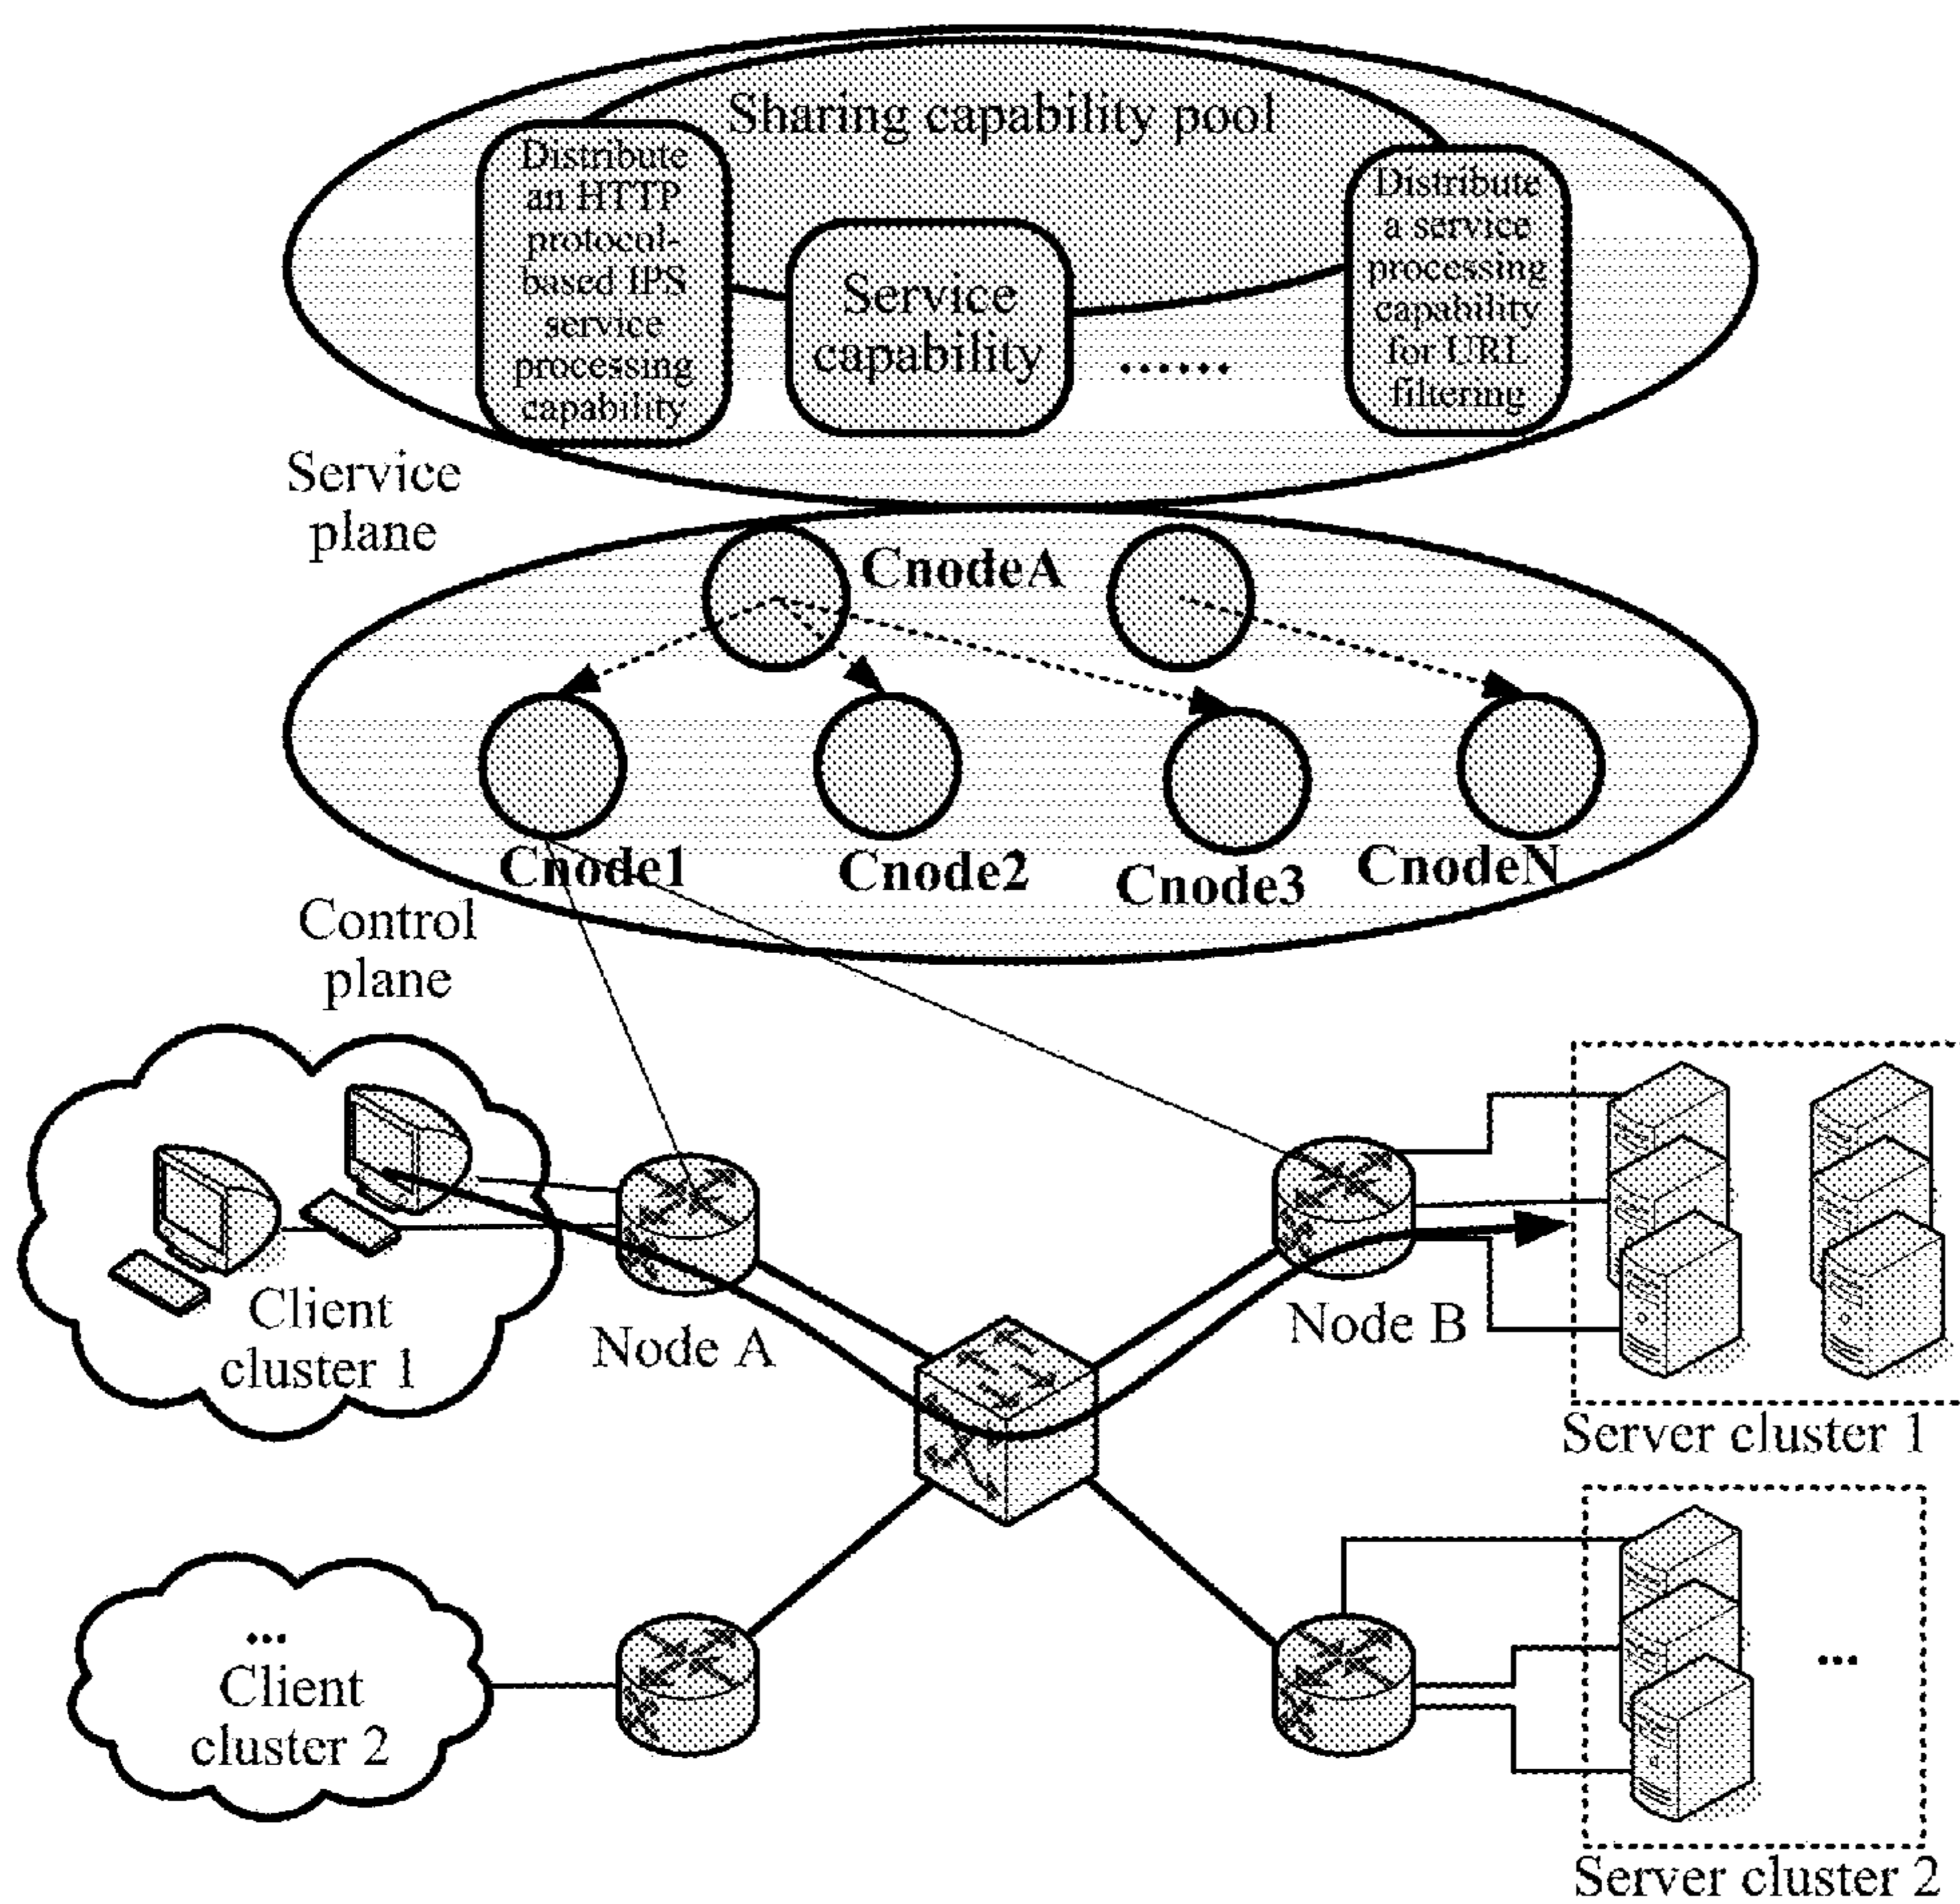 Sharing capability pool
Distribute
an HTTP
protocol-
based IPS
service
processing
capability
Service
capability
......
Distribute
a service
processing
capability
for URL
filtering
Service
plane
CnodeA
Cnode1
Cnode2
Cnode3
CnodeN
Control
plane
Client
cluster 1
Node A
Node B
Server cluster 1
...
Client
cluster 2
...
Server cluster 2